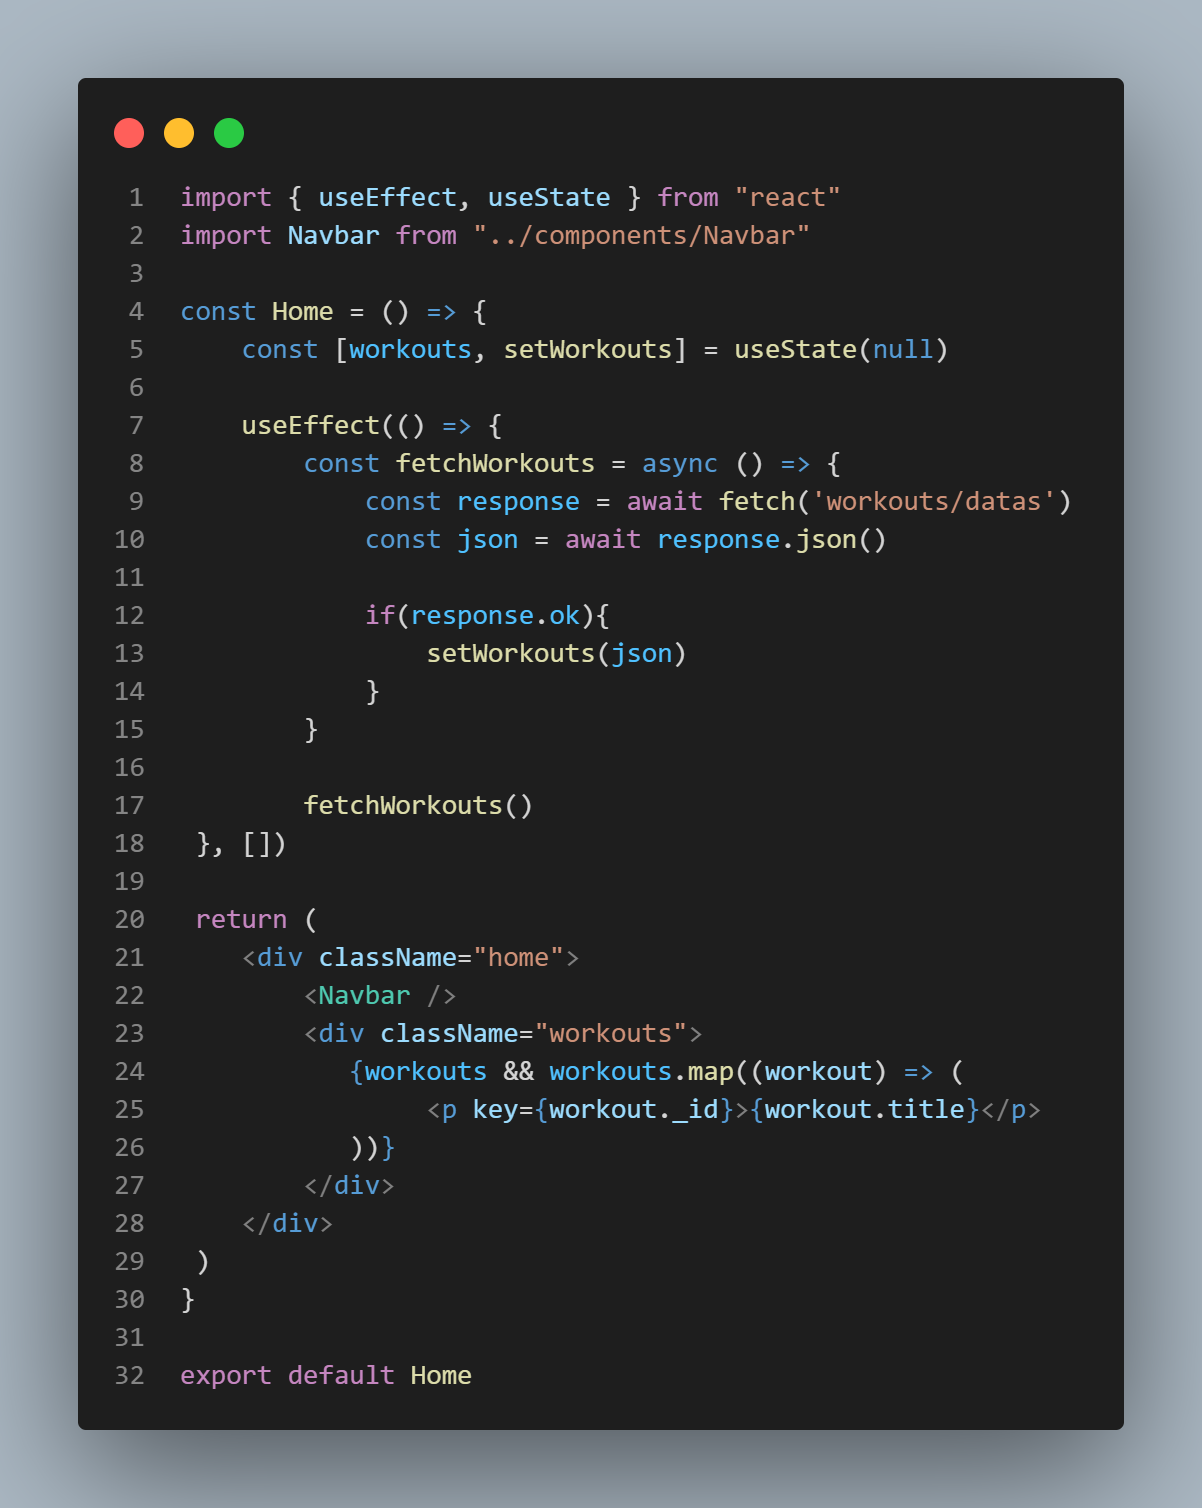 1 import { useEffect, useState } from "react"
2 import Navbar from "../components/Navbar"
3
4 const Home = () => {
5     const [workouts, setWorkouts] = useState(null)
6
7     useEffect(() => {
8         const fetchWorkouts = async () => {
9             const response = await fetch('workouts/datas')
10             const json = await response.json()
11
12             if(response.ok){
13                 setWorkouts(json)
14             }
15         }
16
17         fetchWorkouts()
18  }, [])
19
20  return (
21     <div className="home">
22         <Navbar />
23         <div className="workouts">
24            {workouts && workouts.map((workout) => (
25                 <p key={workout._id}>{workout.title}</p>
26            ))}
27         </div>
28     </div>
29  )
30 }
31
32 export default Home